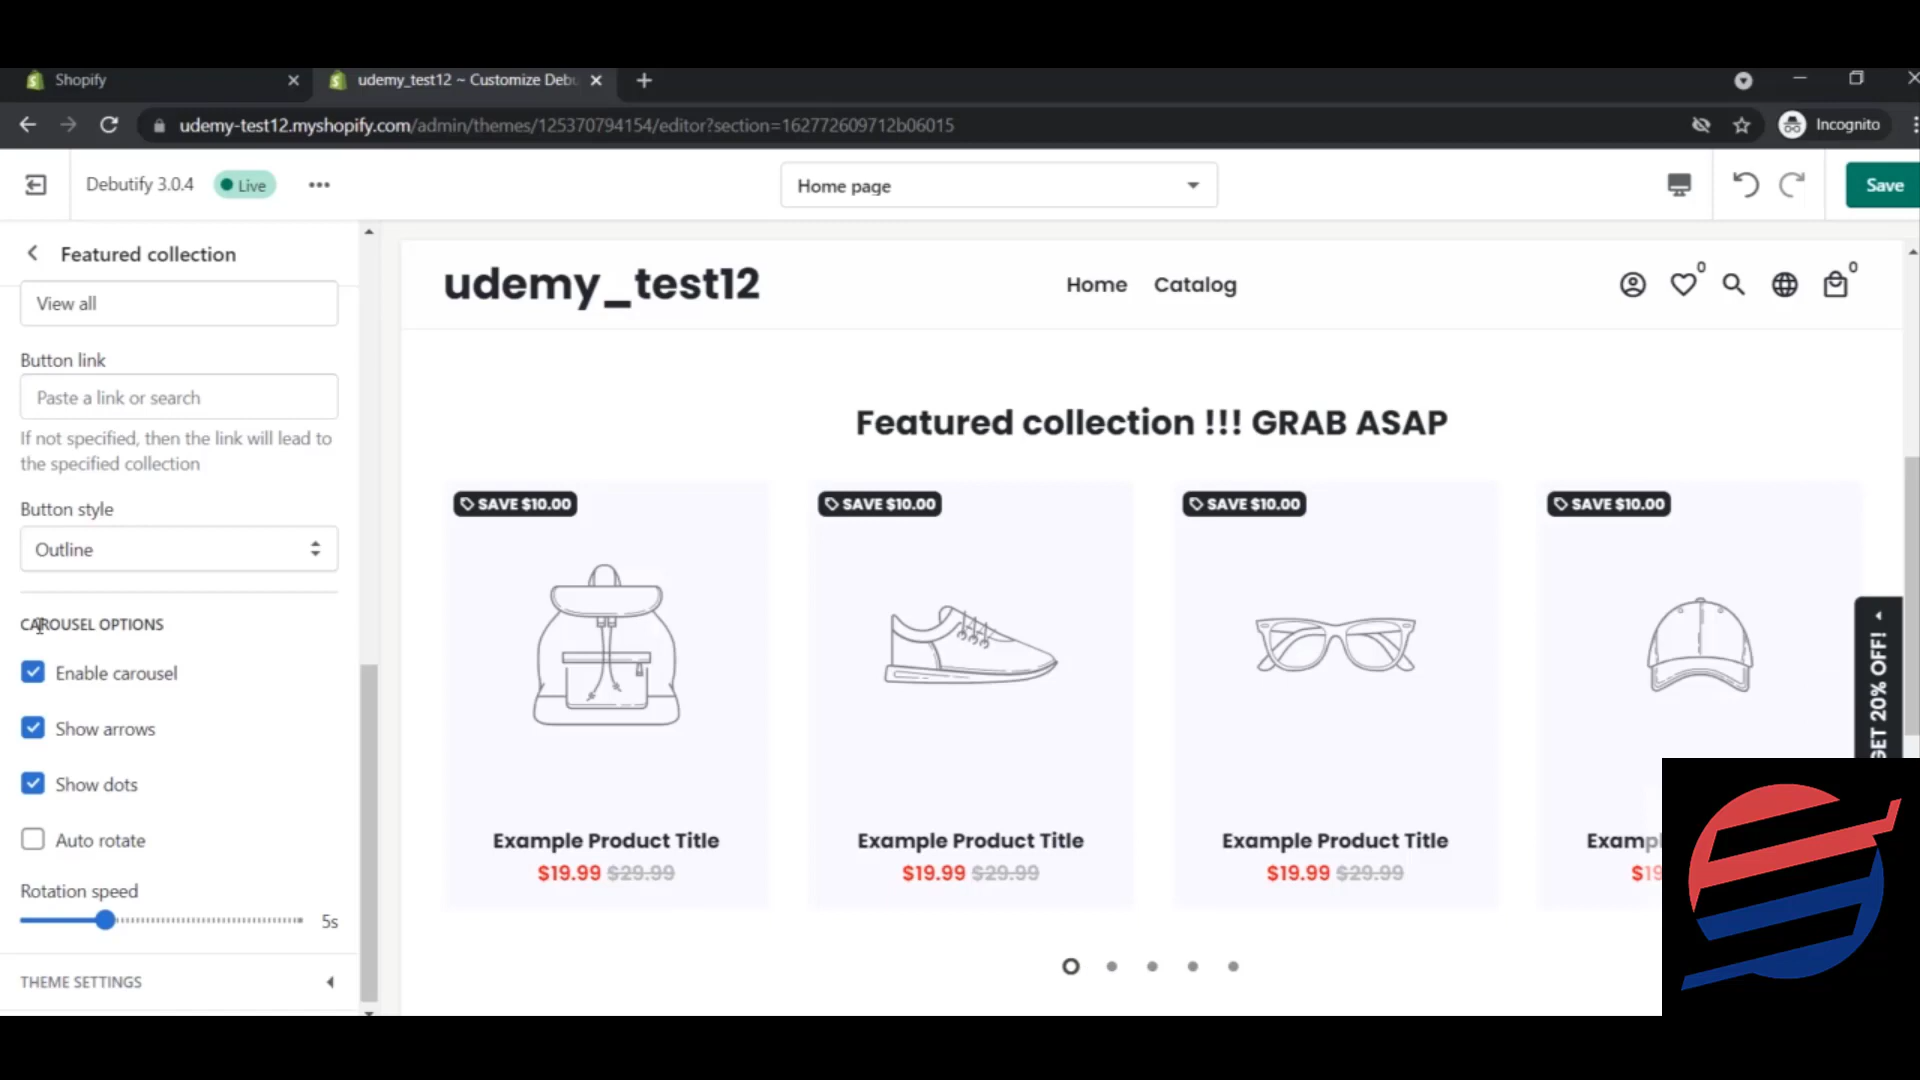 Shopify
udemy_test12 ~ Customize Deb
udemy-test12.myshopify.com/admin/themes/125370794154/editor?section=162772609712b06015
Incognito
Debutify 3.0.4
Live
Home page
Save
Featured collection
View all
Button link
Paste a link or search
If not specified, then the link will lead to
the specified collection
Button style
Outline
CAROUSEL OPTIONS
Enable carousel
Show arrows
Show dots
Auto rotate
Rotation speed
5s
THEME SETTINGS
udemy_test12
Home
Catalog
0
0
Featured collection !!! GRAB ASAP
SAVE $10.00
SAVE $10.00
SAVE $10.00
SAVE $10.00
Example Product Title
$19.99 $29.99
Example Product Title
$19.99 $29.99
Example Product Title
$19.99 $29.99
Exampl
$19
GET 20% OFF!